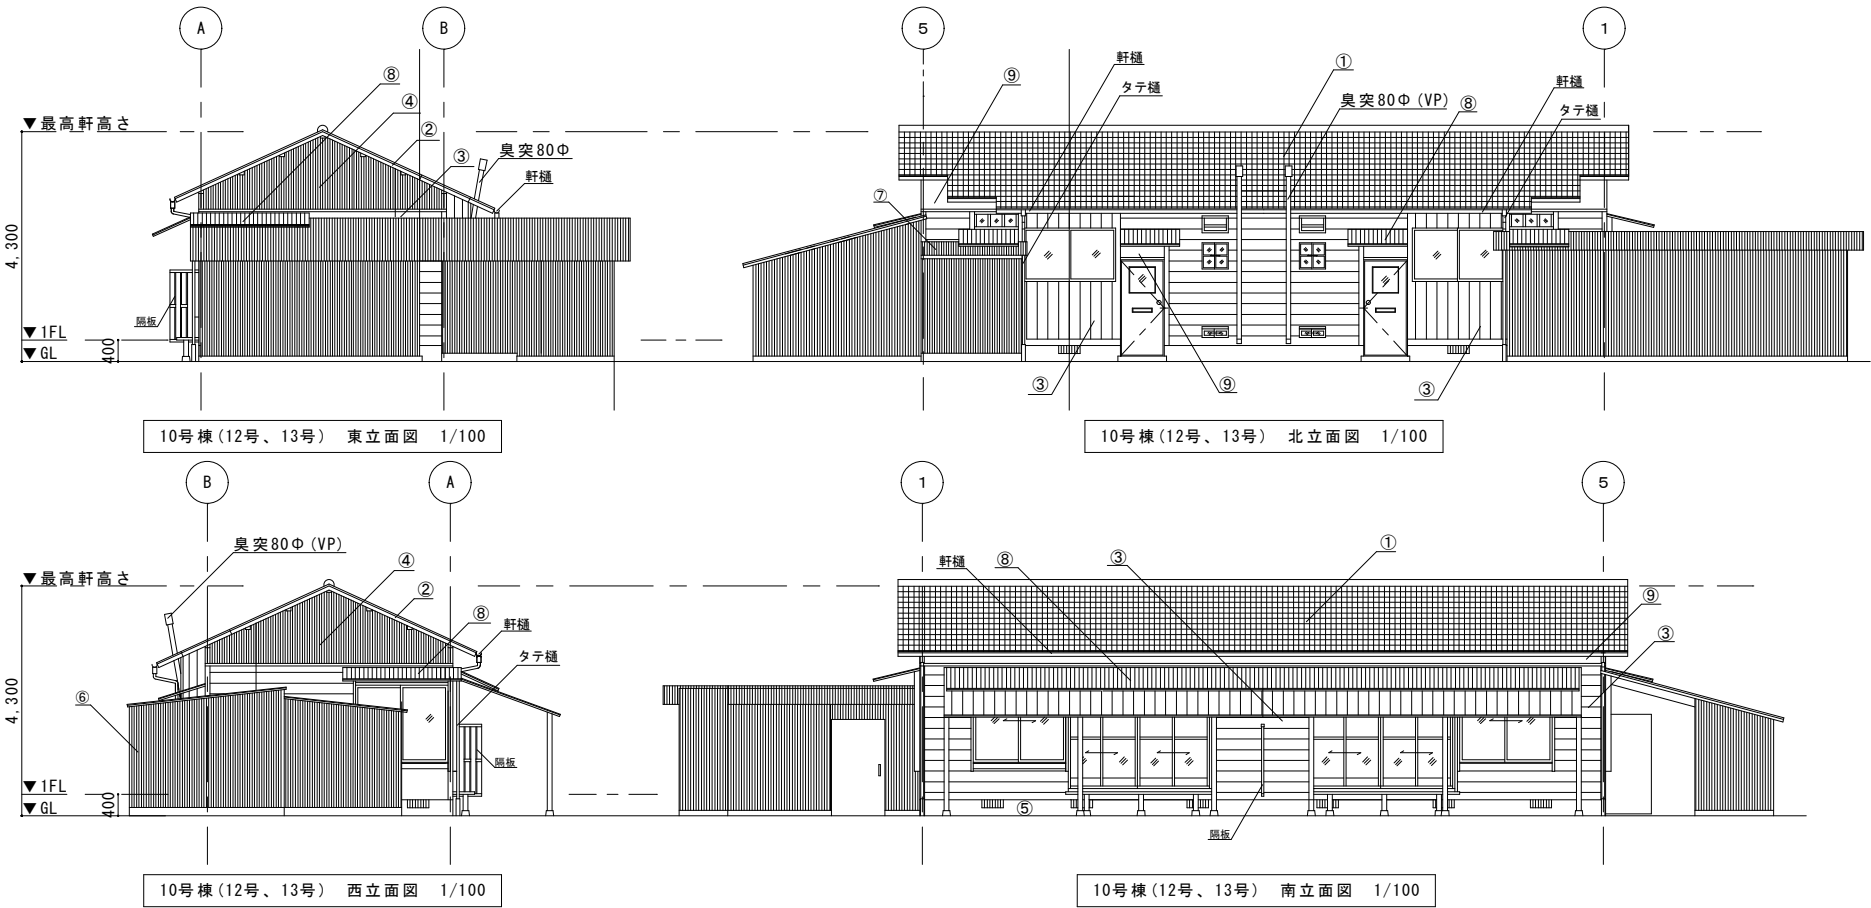 A
B
⑧
④
②
③
臭突80Φ
軒樋
▼最高軒高さ
4,300
▼1FL
400
▼GL
隔板
10号棟(12号、13号) 東立面図 1/100
5
1
⑨
軒樋
タテ樋
①
臭突80Φ(VP)
⑧
軒樋
タテ樋
⑦
③
⑨
③
10号棟(12号、13号) 北立面図 1/100
B
A
臭突80Φ(VP)
④
②
⑧
軒樋
タテ樋
▼最高軒高さ
4,300
⑥
▼1FL
400
▼GL
隔板
10号棟(12号、13号) 西立面図 1/100
1
5
軒樋
⑧
③
①
⑨
③
⑤
隔板
10号棟(12号、13号) 南立面図 1/100